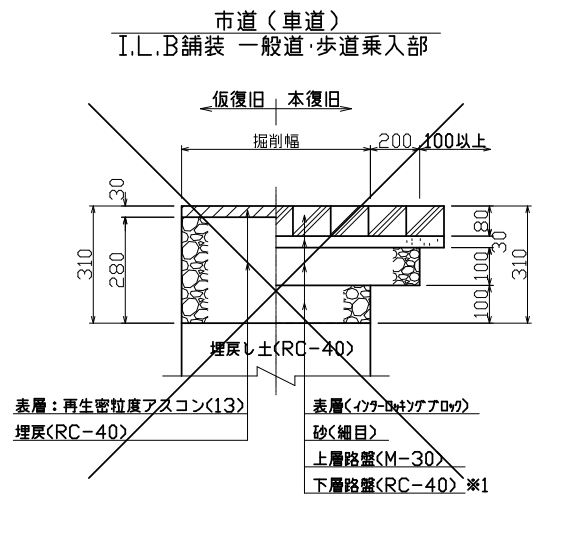 市道（車道）
I.L.B舗装 一般道・歩道乗入部
仮復旧 本復旧
掘削幅 200 100以上
30
310
280
80
30
100
100
310
埋戻し土(RC-40)
表層：再生密粒度アスコン(13)
埋戻(RC-40)
表層(インターロッキングブロック)
砂(細目)
上層路盤(M-30)
下層路盤(RC-40) ※1